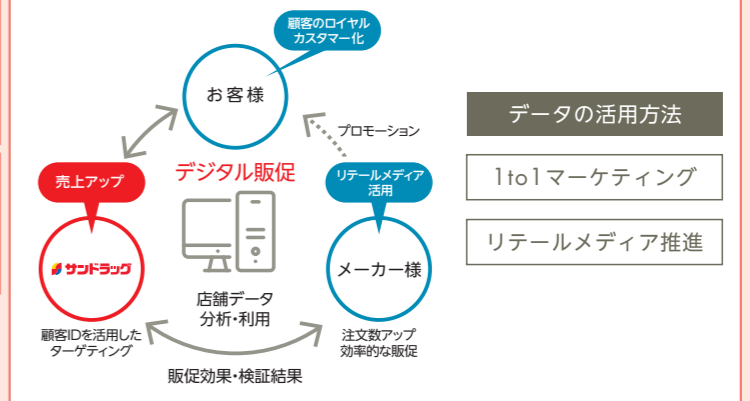 顧客のロイヤル
カスタマー化
お客様
プロモーション
デジタル販促
売上アップ
リテールメディア
活用
サンドラッグ
メーカー様
店舗データ
分析・利用
顧客IDを活用した
ターゲティング
注文数アップ
効率的な販促
販促効果・検証結果
データの活用方法
1to1マーケティング
リテールメディア推進